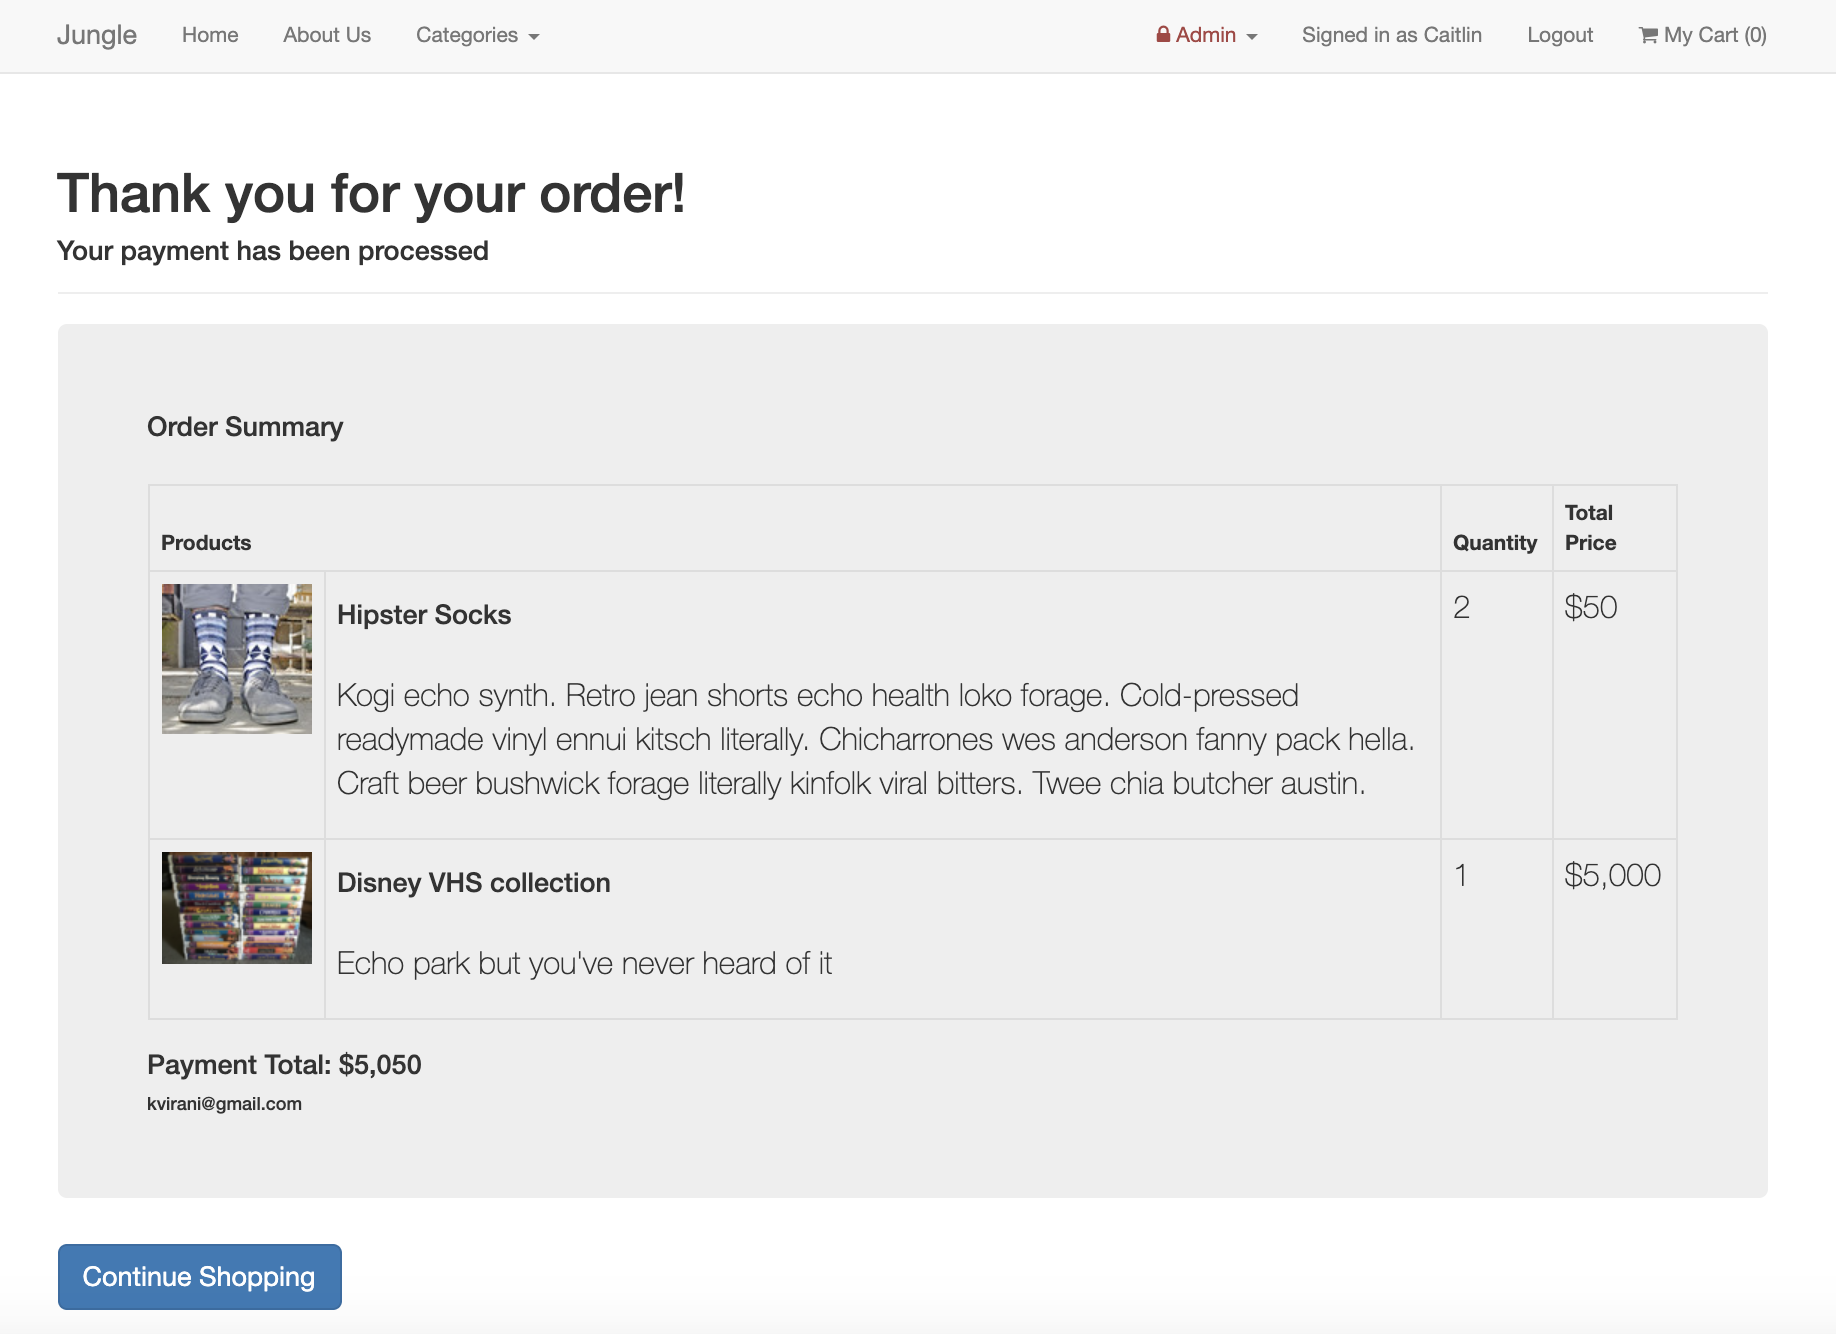 Jungle Home About Us Categories Admin Signed in as Caitlin Logout My Cart (0)
Thank you for your order!
Your payment has been processed
Order Summary
Products Quantity Total Price
Hipster Socks 2 $50
Kogi echo synth. Retro jean shorts echo health loko forage. Cold-pressed
readymade vinyl ennui kitsch literally. Chicharrones wes anderson fanny pack hella.
Craft beer bushwick forage literally kinfolk viral bitters. Twee chia butcher austin.
Disney VHS collection 1 $5,000
Echo park but you've never heard of it
Payment Total: $5,050
kvirani@gmail.com
Continue Shopping